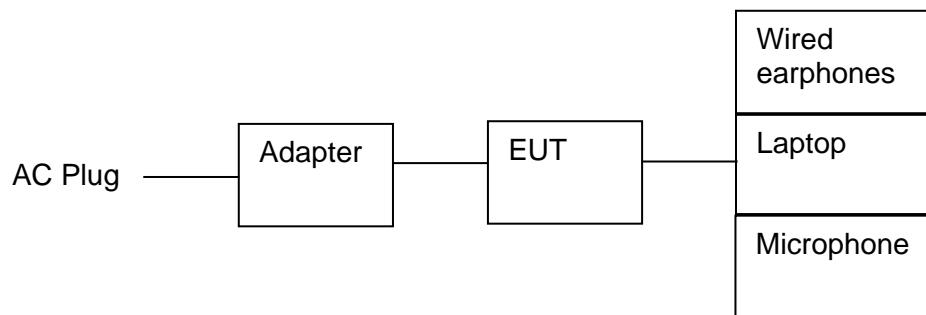 Wired
earphones
Adapter
EUT
Laptop
AC Plug
Microphone